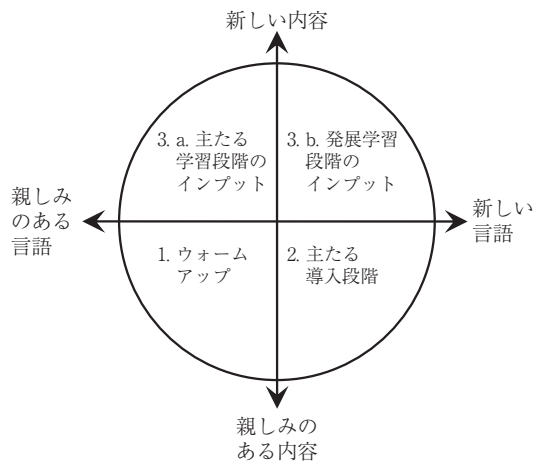 新しい内容
3. a. 主たる
学習段階の
インプット
3. b. 発展学習
段階の
インプット
親しみ
のある
言語
新しい
言語
1. ウォーム
アップ
2. 主たる
導入段階
親しみの
ある内容